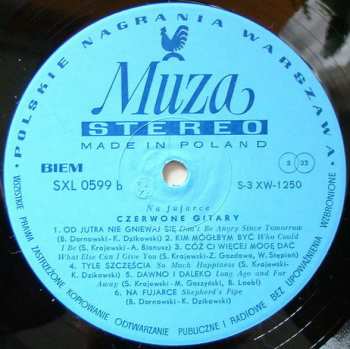 POLSKIE NAGRANIA WARSZAWA
Muza
STEREO
MADE IN POLAND
BIEM
SXL 0599 b
S-3 XW-1250
S 33
Na fujarce
CZERWONE GITARY
1. OD JUTRA NIE GNIEWAJ SIĘ Don't Be Angry Since Tomorrow
(B. Dornowski - K. Dzikowski) 2. KIM MÓGŁBYM BYĆ Who Could
I Be (S. Krajewski - A. Bianusz) 3. CÓŻ CI WIĘCEJ MOGĘ DAĆ
What Else Can I Give You (S. Krajewski - Z. Gozdawa, W. Stępień)
4. TYLE SZCZĘŚCIA So Much Happiness (S. Krajewski -
K. Dzikowski) 5. DAWNO I DALEKO Long Ago and Far
Away (S. Krajewski - M. Gaszyński, B. Loebl)
6. NA FUJARCE Shepherd's Pipe
(B. Dornowski - K. Dzikowski)
WSZELKIE PRAWA ZASTRZEŻONE KOPIOWANIE ODTWARZANIE PUBLICZNE I RADIOWE BEZ UPOWAŻNIENIA WZBRONIONE